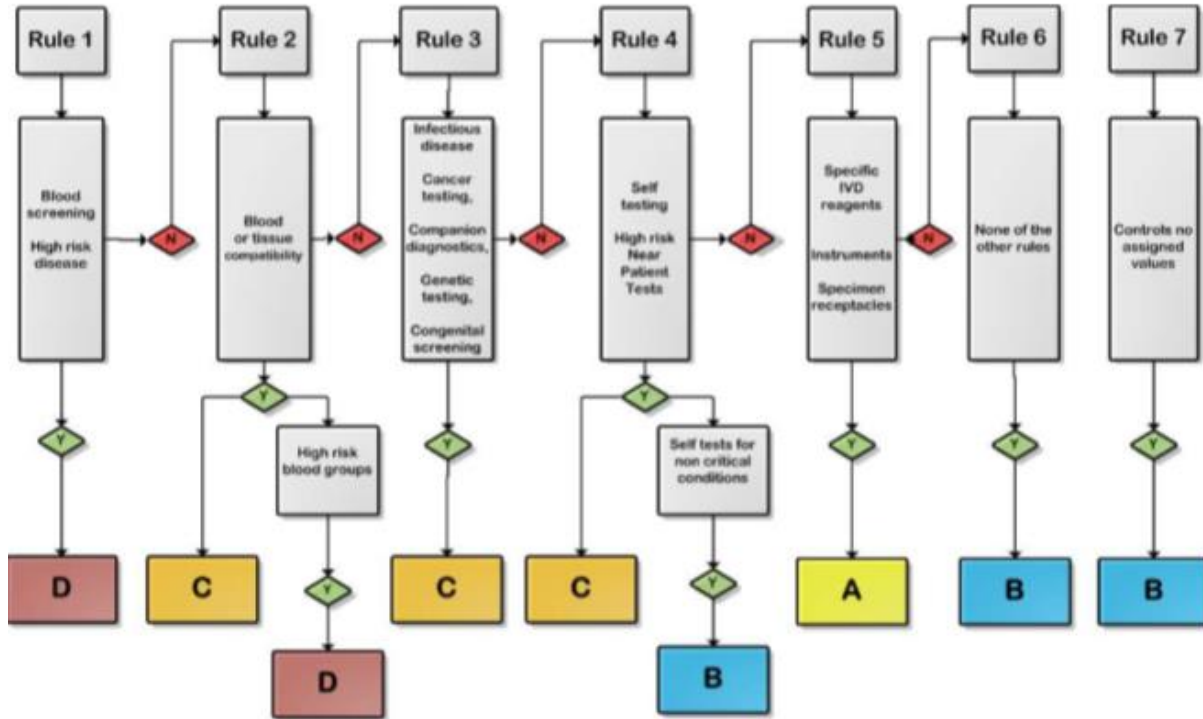 Rule 1
Rule 2
Rule 3
Rule 4
Rule 5
Rule 6
Rule 7
Blood
screening
High risk
disease
N
Blood
or tissue
compatibility
N
Infectious
disease
Cancer
testing,
Companion
diagnostics,
Genetic
testing,
Congenital
screening
N
Self
testing
High risk
Near
Patient
Tests
N
Specific
IVD
reagents
Instruments
Specimen
receptacles
N
None of the
other rules
Controls no
assigned
values
Y
Y
Y
Y
Y
Y
Y
High risk
blood groups
Self tests for
non critical
conditions
Y
Y
D
C
C
C
A
B
B
D
B